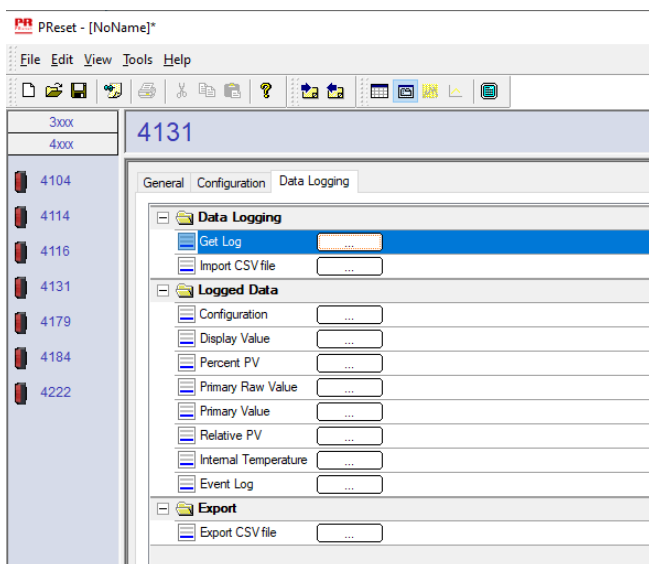 PReset - [NoName]*
File Edit View Tools Help
3xxx
4xxx
4131
4104
4114
4116
4131
4179
4184
4222
General Configuration Data Logging
Data Logging
Get Log ...
Import CSV file ...
Logged Data
Configuration ...
Display Value ...
Percent PV ...
Primary Raw Value ...
Primary Value ...
Relative PV ...
Internal Temperature ...
Event Log ...
Export
Export CSV file ...